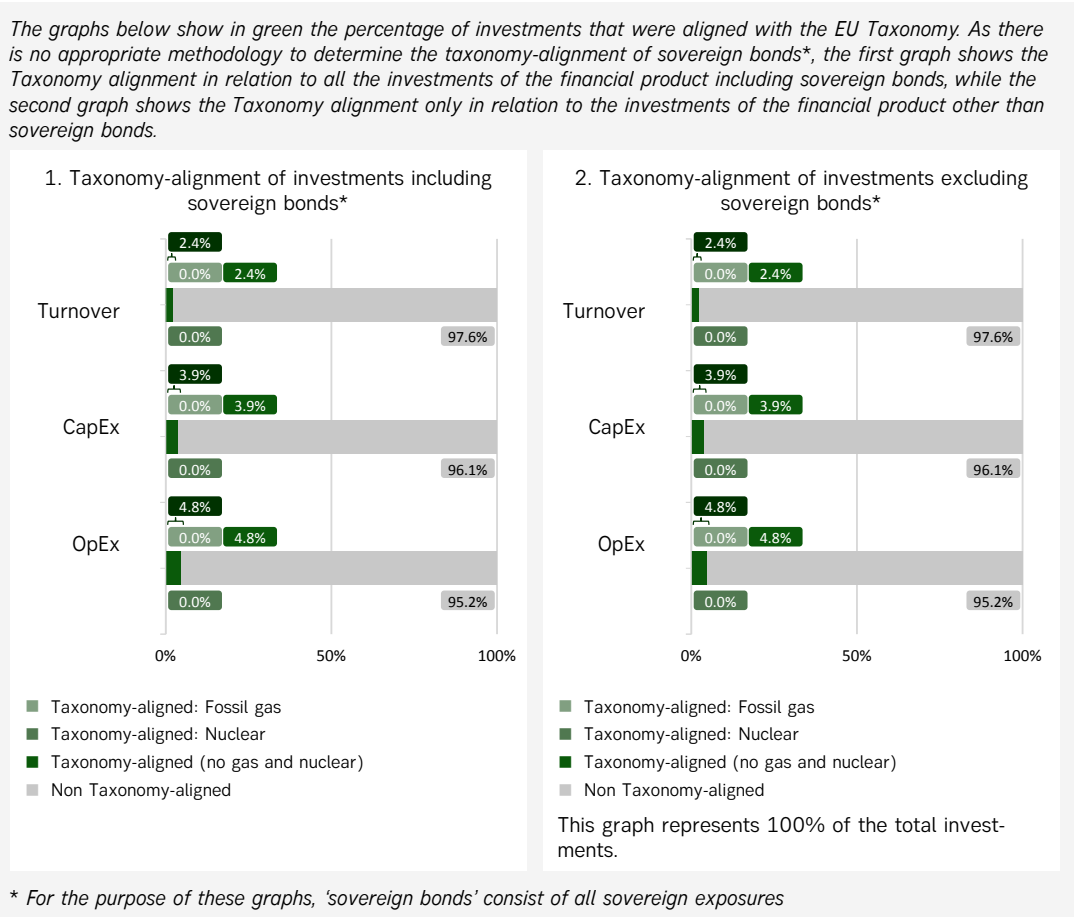 The graphs below show in green the percentage of investments that were aligned with the EU Taxonomy. As there
is no appropriate methodology to determine the taxonomy-alignment of sovereign bonds*, the first graph shows the
Taxonomy alignment in relation to all the investments of the financial product including sovereign bonds, while the
second graph shows the Taxonomy alignment only in relation to the investments of the financial product other than
sovereign bonds.
1. Taxonomy-alignment of investments including
sovereign bonds*
2.4%
0.0% 2.4%
Turnover
0.0% 97.6%
3.9%
0.0% 3.9%
CapEx
0.0% 96.1%
4.8%
0.0% 4.8%
OpEx
0.0% 95.2%
0% 50% 100%
Taxonomy-aligned: Fossil gas
Taxonomy-aligned: Nuclear
Taxonomy-aligned (no gas and nuclear)
Non Taxonomy-aligned
2. Taxonomy-alignment of investments excluding
sovereign bonds*
2.4%
0.0% 2.4%
Turnover
0.0% 97.6%
3.9%
0.0% 3.9%
CapEx
0.0% 96.1%
4.8%
0.0% 4.8%
OpEx
0.0% 95.2%
0% 50% 100%
Taxonomy-aligned: Fossil gas
Taxonomy-aligned: Nuclear
Taxonomy-aligned (no gas and nuclear)
Non Taxonomy-aligned
This graph represents 100% of the total invest-
ments.
* For the purpose of these graphs, ‘sovereign bonds’ consist of all sovereign exposures